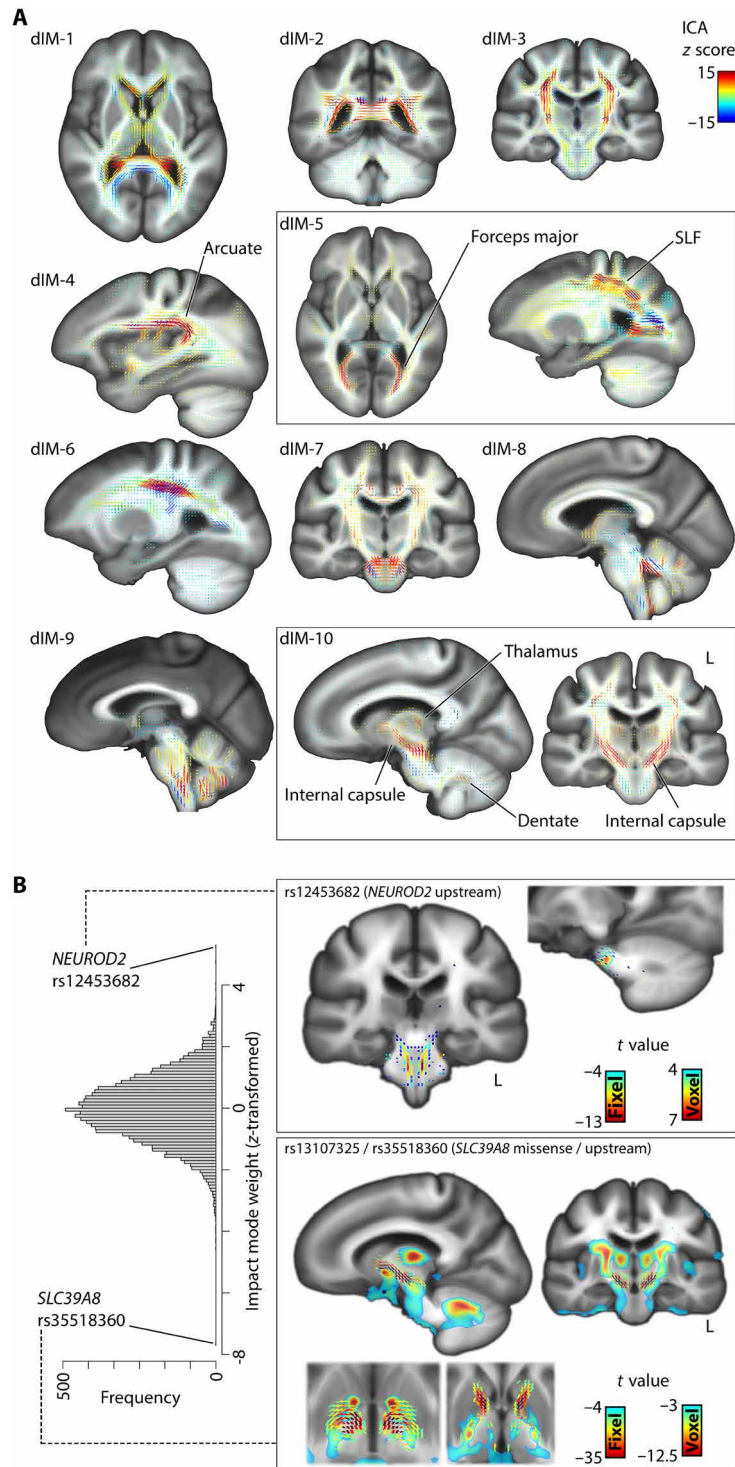 A
dIM-1
dIM-2
dIM-3
ICA
z score
15
−15
Arcuate
dIM-4
dIM-5
Forceps major
SLF
dIM-6
dIM-7
dIM-8
dIM-9
dIM-10
Thalamus
L
Internal capsule
Dentate
Internal capsule
B
NEUROD2
rs12453682
4
0
-8
Impact mode weight (z-transformed)
SLC39A8
rs35518360
500
0
Frequency
rs12453682 (NEUROD2 upstream)
L
t value
−4
Fixel
−13
4
Voxel
7
rs13107325 / rs35518360 (SLC39A8 missense / upstream)
L
t value
−4
Fixel
−35
−3
Voxel
−12.5